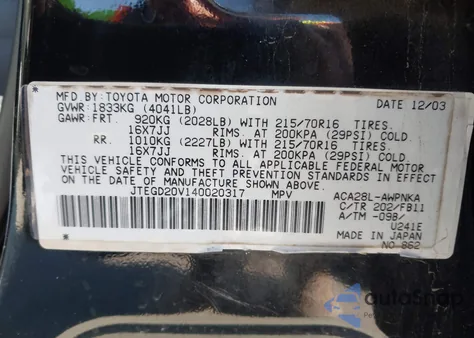 MFD BY: TOYOTA MOTOR CORPORATION DATE 12/03
GVWR: 1833KG (4041LB)
GAWR: FRT. 920KG (2028LB) WITH 215/70R16 TIRES.
16X7JJ RIMS. AT 200KPA (29PSI) COLD.
RR. 1010KG (2227LB) WITH 215/70R16 TIRES.
16X7JJ RIMS. AT 200KPA (29PSI) COLD.
THIS VEHICLE CONFORMS TO ALL APPLICABLE FEDERAL MOTOR
VEHICLE SAFETY AND THEFT PREVENTION STANDARDS IN EFFECT
ON THE DATE OF MANUFACTURE SHOWN ABOVE.
JTEGD20V140020317 MPV ACA28L-AWPNKA
C/TR 202/FB11
A/TM -09B/
U241E
MADE IN JAPAN
NO 862
autoSnap